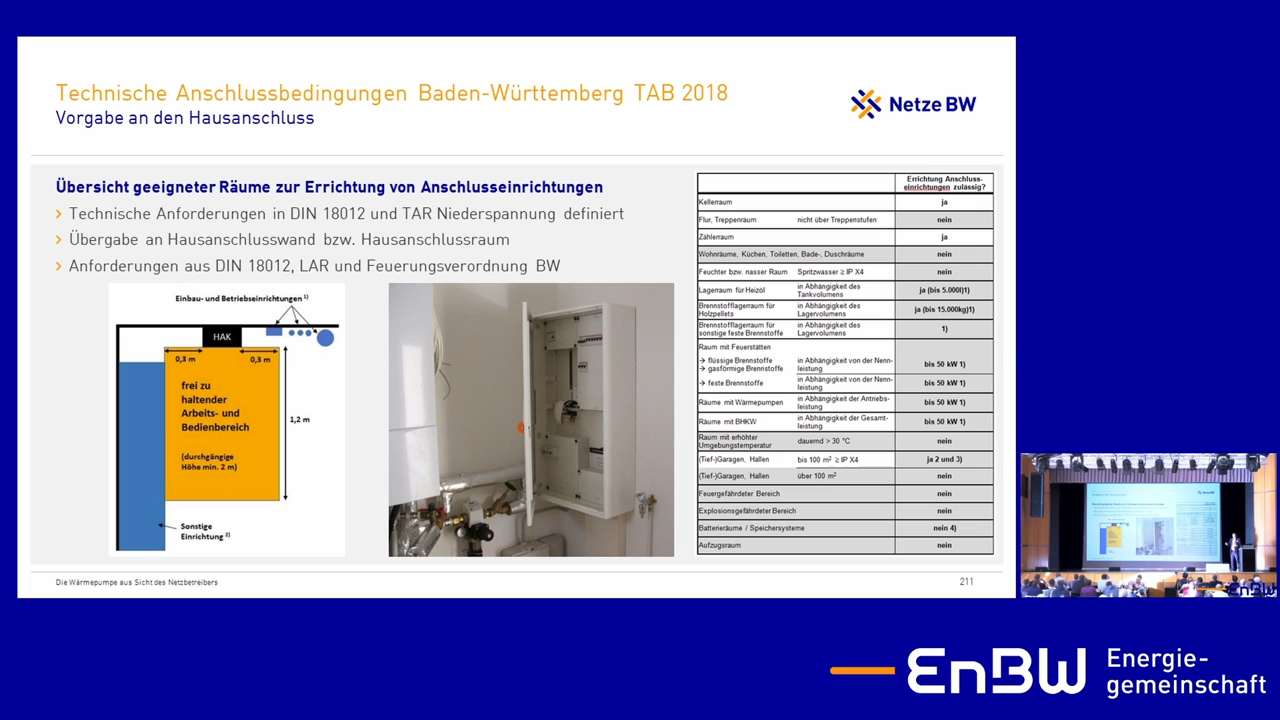 Technische Anschlussbedingungen Baden-Württemberg TAB 2018
Vorgabe an den Hausanschluss
Netze BW
Übersicht geeigneter Räume zur Errichtung von Anschlusseinrichtungen
› Technische Anforderungen in DIN 18012 und TAR Niederspannung definiert
› Übergabe an Hausanschlusswand bzw. Hausanschlussraum
› Anforderungen aus DIN 18012, LAR und Feuerungsverordnung BW
Einbau- und Betriebseinrichtungen 1)
HAK
0,3 m
0,3 m
frei zu
haltender
Arbeits- und
Bedienbereich
(durchgängige
Höhe min. 2 m)
1,2 m
Sonstige
Einrichtung 2)
Errichtung Anschluss-
einrichtungen zulässig?
Kellerraum ja
Flur, Treppenraum nicht über Treppenstufen nein
Zählerraum ja
Wohnräume, Küchen, Toiletten, Bade-, Duschräume nein
Feuchter bzw. nasser Raum Spritzwasser ≥ IP X4 nein
Lagerraum für Heizöl in Abhängigkeit des
Tankvolumens ja (bis 5.000l)1)
Brennstofflagerraum für in Abhängigkeit des
Holzpellets Lagervolumens ja (bis 15.000kg)1)
Brennstofflagerraum für in Abhängigkeit des
sonstige feste Brennstoffe Lagervolumens 1)
Raum mit Feuerstätten
→ flüssige Brennstoffe in Abhängigkeit von der Nenn-
→ gasförmige Brennstoffe leistung bis 50 kW 1)
→ feste Brennstoffe in Abhängigkeit von der Nenn-
leistung bis 50 kW 1)
Räume mit Wärmepumpen in Abhängigkeit der Antriebs-
leistung bis 50 kW 1)
Räume mit BHKW in Abhängigkeit der Gesamt-
leistung bis 50 kW 1)
Raum mit erhöhter
Umgebungstemperatur dauernd > 30 °C nein
(Tief-)Garagen, Hallen bis 100 m² ≥ IP X4 ja 2 und 3)
(Tief-)Garagen, Hallen über 100 m² nein
Feuergefährdeter Bereich nein
Explosionsgefährdeter Bereich nein
Batterieräume / Speichersysteme nein 4)
Aufzugsraum nein
Die Wärmepumpe aus Sicht des Netzbetreibers
211
EnBW
EnBW
Energie-
gemeinschaft